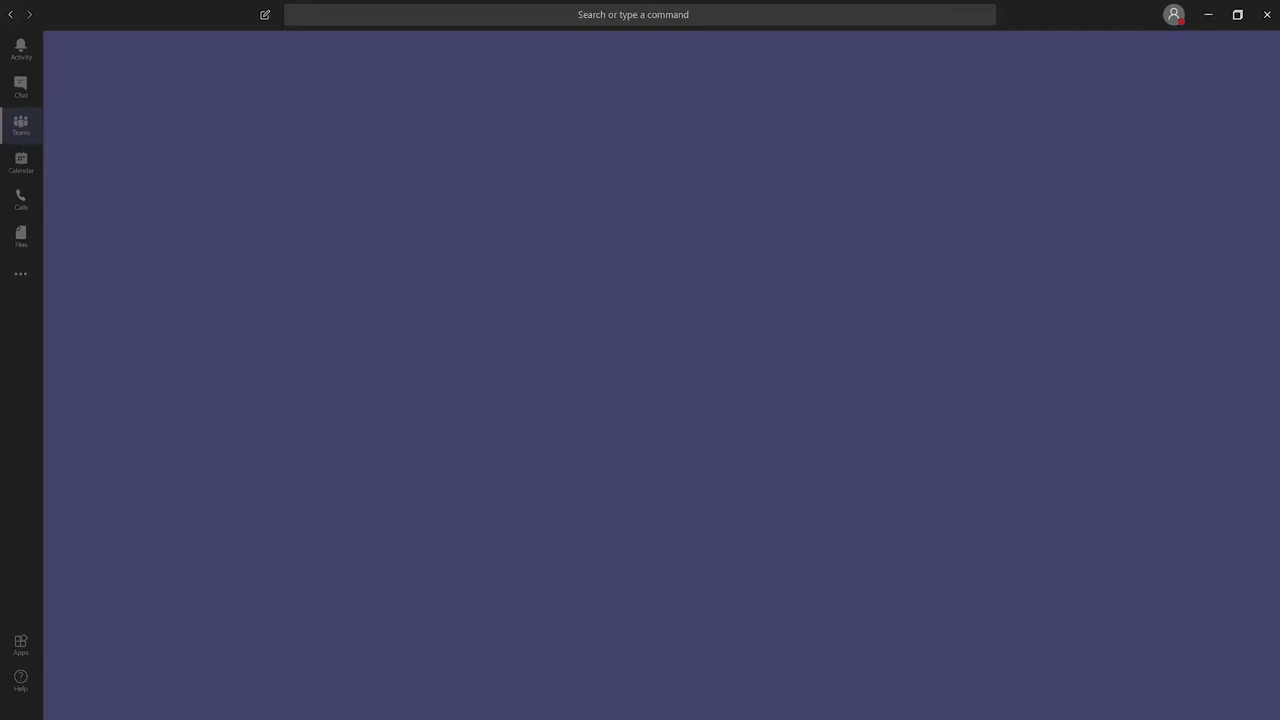 Search or type a command
Activity
Chat
Teams
Calendar
Calls
Files
Apps
Help